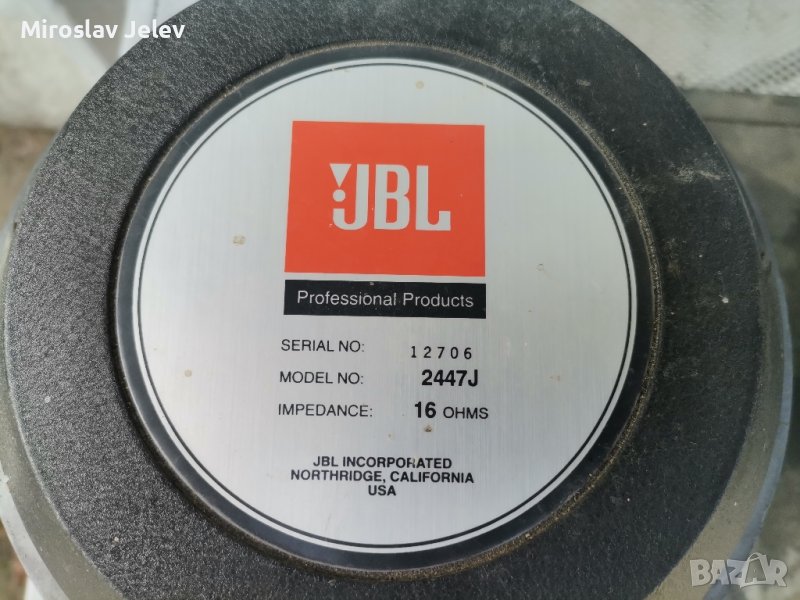 Miroslav Jelev
JBL
Professional Products
SERIAL NO: 12706
MODEL NO: 2447J
IMPEDANCE: 16 OHMS
JBL INCORPORATED
NORTHRIDGE, CALIFORNIA
USA
BAZAR